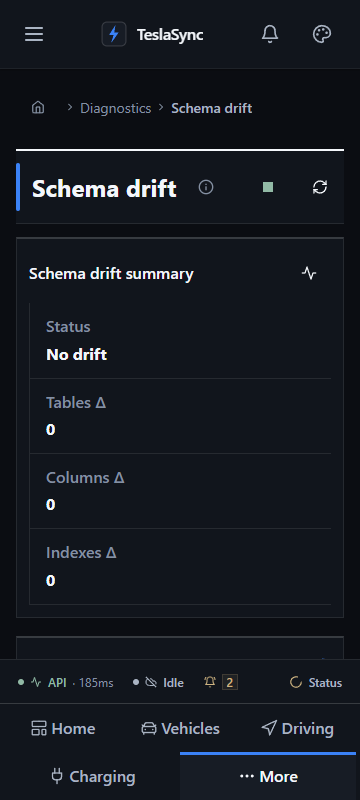 TeslaSync
Diagnostics Schema drift
Schema drift
Schema drift summary
Status
No drift
Tables Δ
0
Columns Δ
0
Indexes Δ
0
API · 185ms Idle 2 Status
Home Vehicles Driving
Charging More